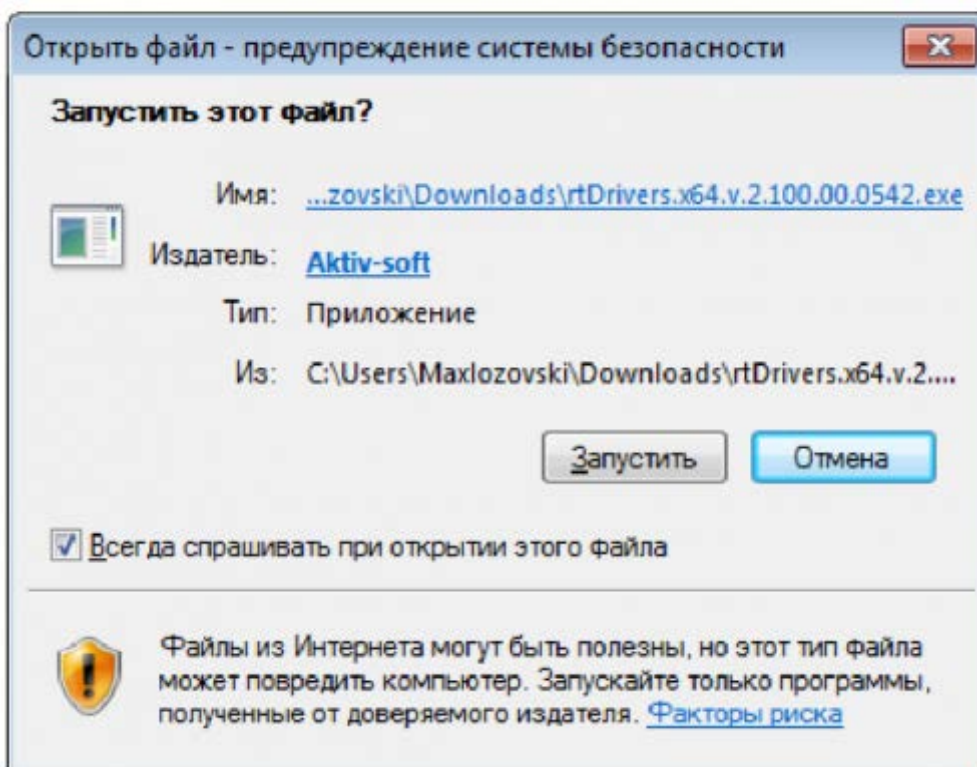 Открыть файл - предупреждение системы безопасности
Запустить этот файл?
Имя: ...zovski\Downloads\rtDrivers.x64.v.2.100.00.0542.exe
Издатель: Aktiv-soft
Тип: Приложение
Из: C:\Users\Maxlozovski\Downloads\rtDrivers.x64.v.2....
Запустить Отмена
Всегда спрашивать при открытии этого файла
Файлы из Интернета могут быть полезны, но этот тип файла
может повредить компьютер. Запускайте только программы,
полученные от доверяемого издателя. Факторы риска